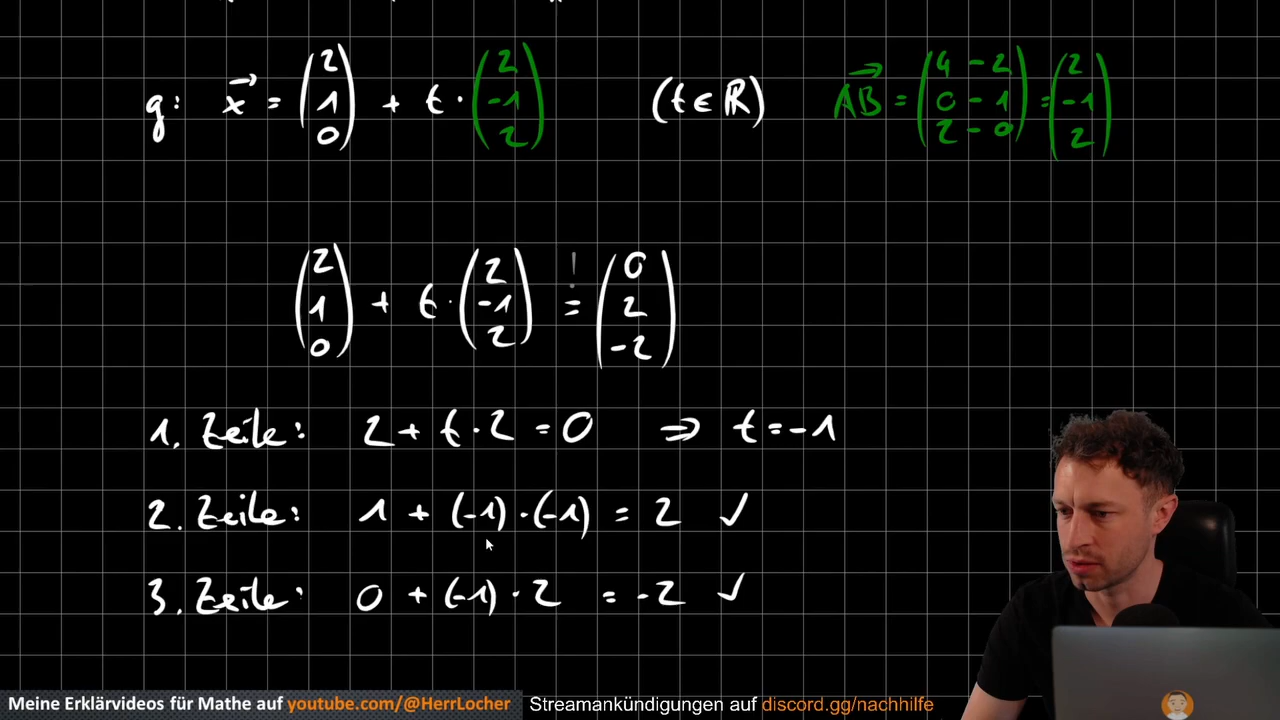 g: x⃗ = (2 1 0) + t · (2 -1 2) (t ∈ ℝ) AB⃗ = (4 - 2 0 - 1 2 - 0) = (2 -1 2)
(2 1 0) + t · (2 -1 2) =! (0 2 -2)
1. Zeile: 2 + t · 2 = 0 ⇒ t = -1
2. Zeile: 1 + (-1) · (-1) = 2 ✓
3. Zeile: 0 + (-1) · 2 = -2 ✓
Meine Erklärvideos für Mathe auf youtube.com/@HerrLocher Streamankündigungen auf discord.gg/nachhilfe